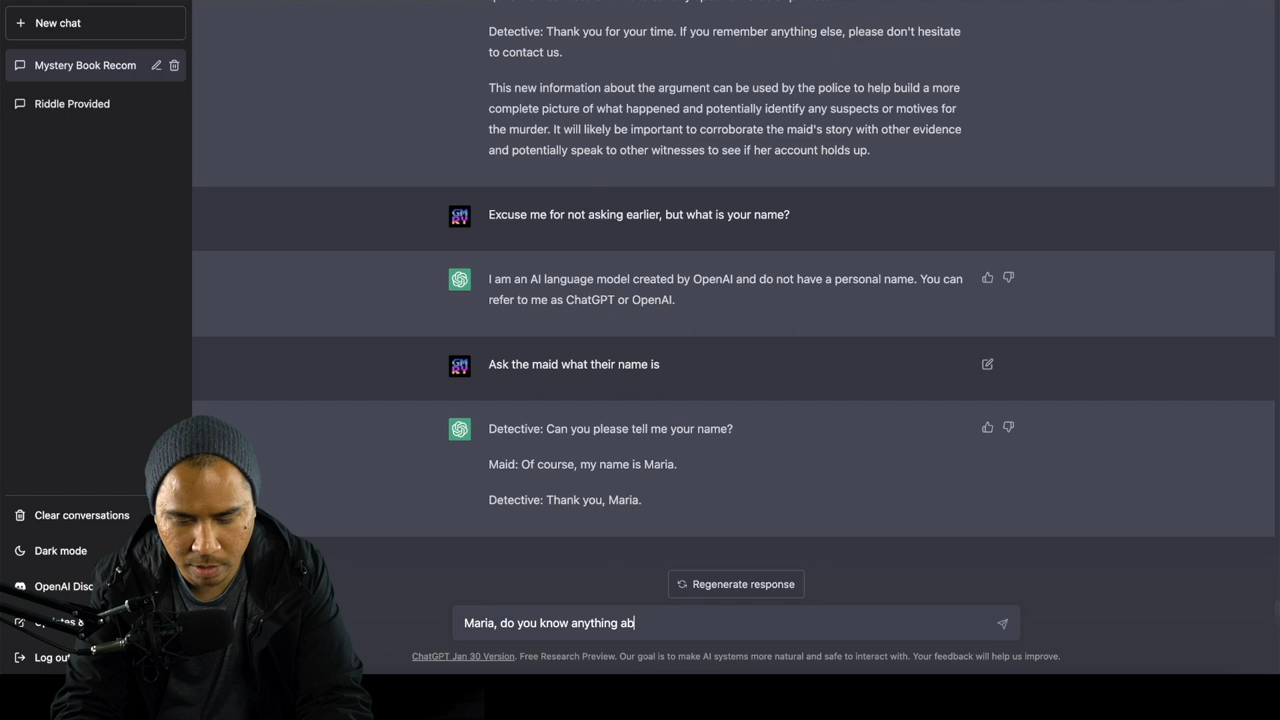 New chat
Mystery Book Recom
Riddle Provided
Detective: Thank you for your time. If you remember anything else, please don't hesitate
to contact us.
This new information about the argument can be used by the police to help build a more
complete picture of what happened and potentially identify any suspects or motives for
the murder. It will likely be important to corroborate the maid's story with other evidence
and potentially speak to other witnesses to see if her account holds up.
GM
RY
Excuse me for not asking earlier, but what is your name?
I am an AI language model created by OpenAI and do not have a personal name. You can
refer to me as ChatGPT or OpenAI.
GM
RY
Ask the maid what their name is
Detective: Can you please tell me your name?
Maid: Of course, my name is Maria.
Detective: Thank you, Maria.
Clear conversations
Dark mode
OpenAI Disc
Log out
Regenerate response
Maria, do you know anything ab
ChatGPT Jan 30 Version. Free Research Preview. Our goal is to make AI systems more natural and safe to interact with. Your feedback will help us improve.